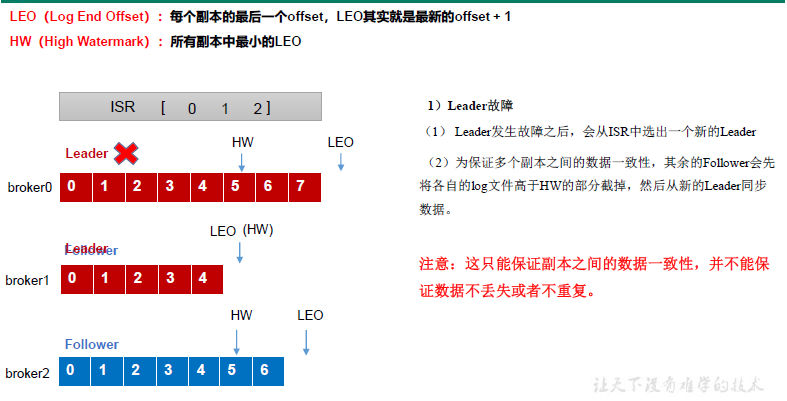 LEO（Log End Offset）：每个副本的最后一个offset，LEO其实就是最新的offset + 1
HW（High Watermark）：所有副本中最小的LEO
ISR [ 0 1 2 ]
HW
LEO
Leader
broker0
0 1 2 3 4 5 6 7
LEO (HW)
Leader
Follower
broker1
0 1 2 3 4
HW
LEO
Follower
broker2
0 1 2 3 4 5 6
1）Leader故障
（1） Leader发生故障之后，会从ISR中选出一个新的Leader
（2）为保证多个副本之间的数据一致性，其余的Follower会先
将各自的log文件高于HW的部分截掉，然后从新的Leader同步
数据。
注意：这只能保证副本之间的数据一致性，并不能保
证数据不丢失或者不重复。
让天下没有难学的技术